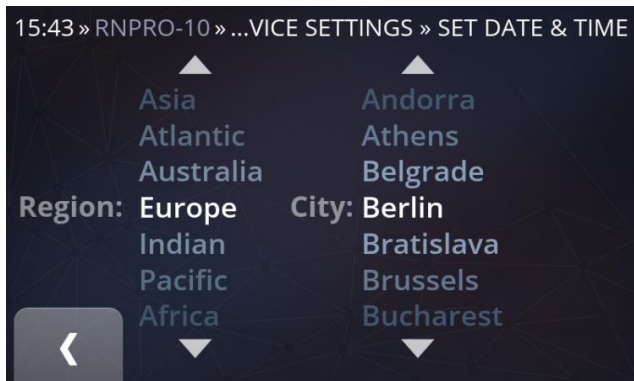 15:43 » RNPRO-10 » ...VICE SETTINGS » SET DATE & TIME
Asia Andorra
Atlantic Athens
Australia Belgrade
Region: Europe City: Berlin
Indian Bratislava
Pacific Brussels
Africa Bucharest